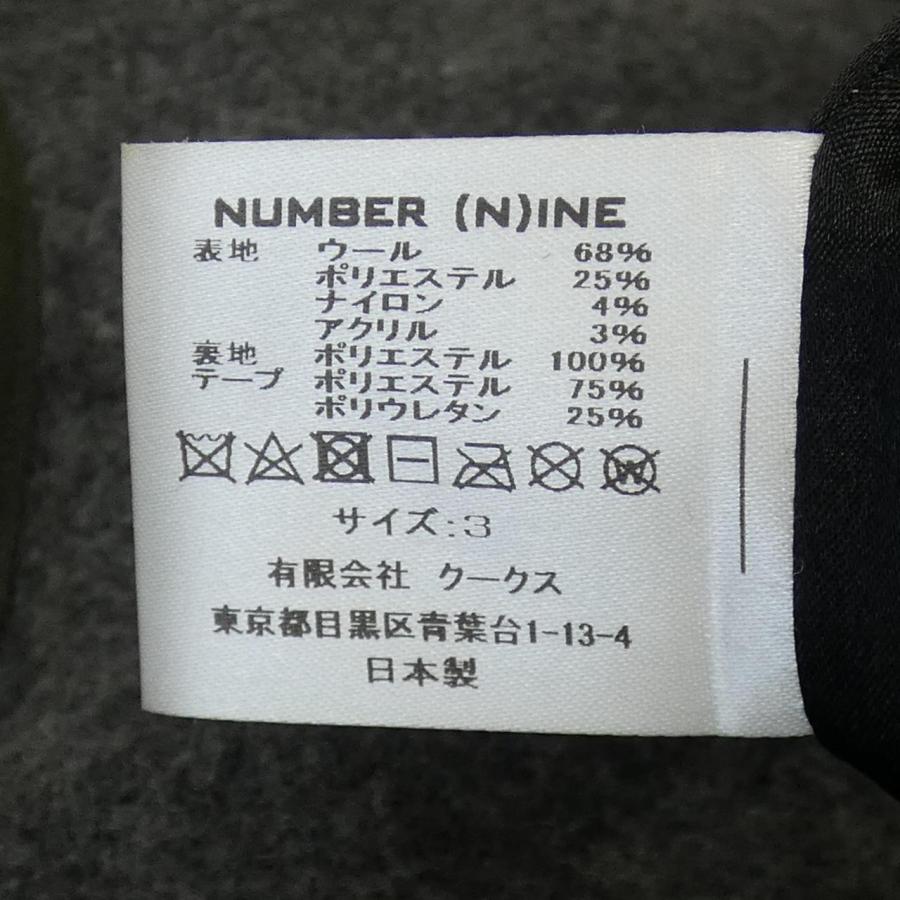 NUMBER (N)INE
表地 ウール 68%
ポリエステル 25%
ナイロン 4%
アクリル 3%
裏地 ポリエステル 100%
テープ ポリエステル 75%
ポリウレタン 25%
W
サイズ:3
有限会社 クークス
東京都目黒区青葉台1-13-4
日本製